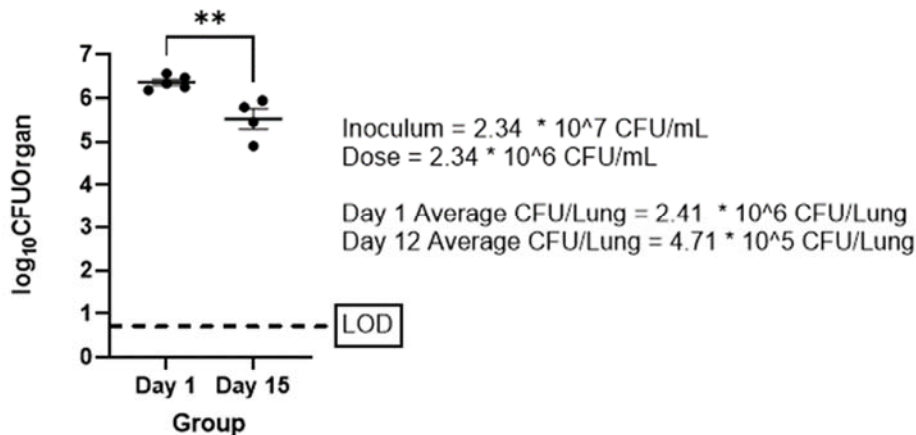 **
7
6
5
4
3
2
1
0
log₁₀CFUOrgan
Day 1 Day 15
Group
LOD
Inoculum = 2.34 * 10^7 CFU/mL
Dose = 2.34 * 10^6 CFU/mL
Day 1 Average CFU/Lung = 2.41 * 10^6 CFU/Lung
Day 12 Average CFU/Lung = 4.71 * 10^5 CFU/Lung